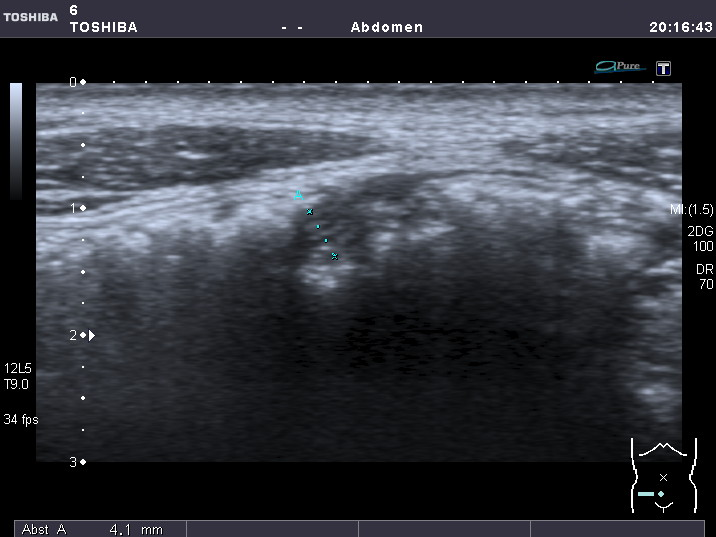 TOSHIBA
6
TOSHIBA - - Abdomen 20:16:43
aPure T
0
1
MI:(1.5)
2DG
100
DR
70
2
12L5
T9.0
34 fps
3
Abst A 4.1 mm